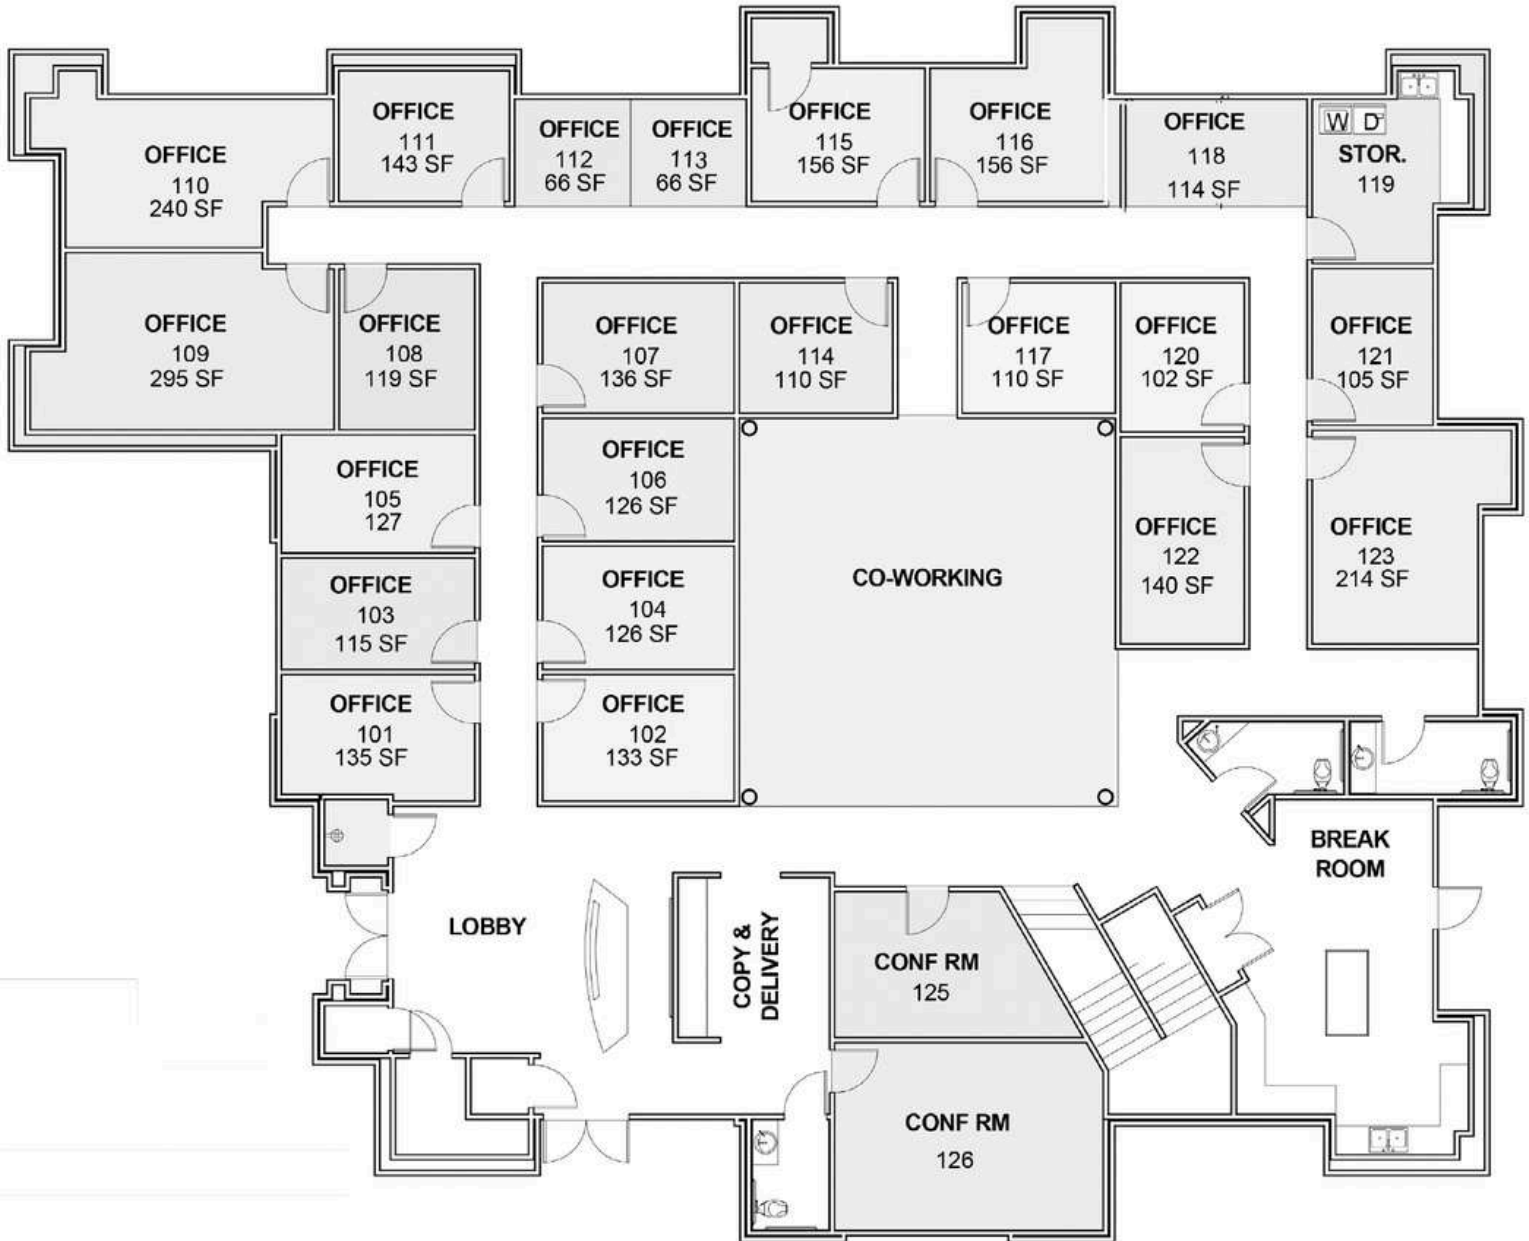 OFFICE
110
240 SF
OFFICE
111
143 SF
OFFICE
112
66 SF
OFFICE
113
66 SF
OFFICE
115
156 SF
OFFICE
116
156 SF
OFFICE
118
114 SF
W D
STOR.
119
OFFICE
109
295 SF
OFFICE
108
119 SF
OFFICE
107
136 SF
OFFICE
114
110 SF
OFFICE
117
110 SF
OFFICE
120
102 SF
OFFICE
121
105 SF
OFFICE
105
127
OFFICE
106
126 SF
OFFICE
103
115 SF
OFFICE
104
126 SF
CO-WORKING
OFFICE
122
140 SF
OFFICE
123
214 SF
OFFICE
101
135 SF
OFFICE
102
133 SF
BREAK
ROOM
LOBBY
COPY &
DELIVERY
CONF RM
125
CONF RM
126